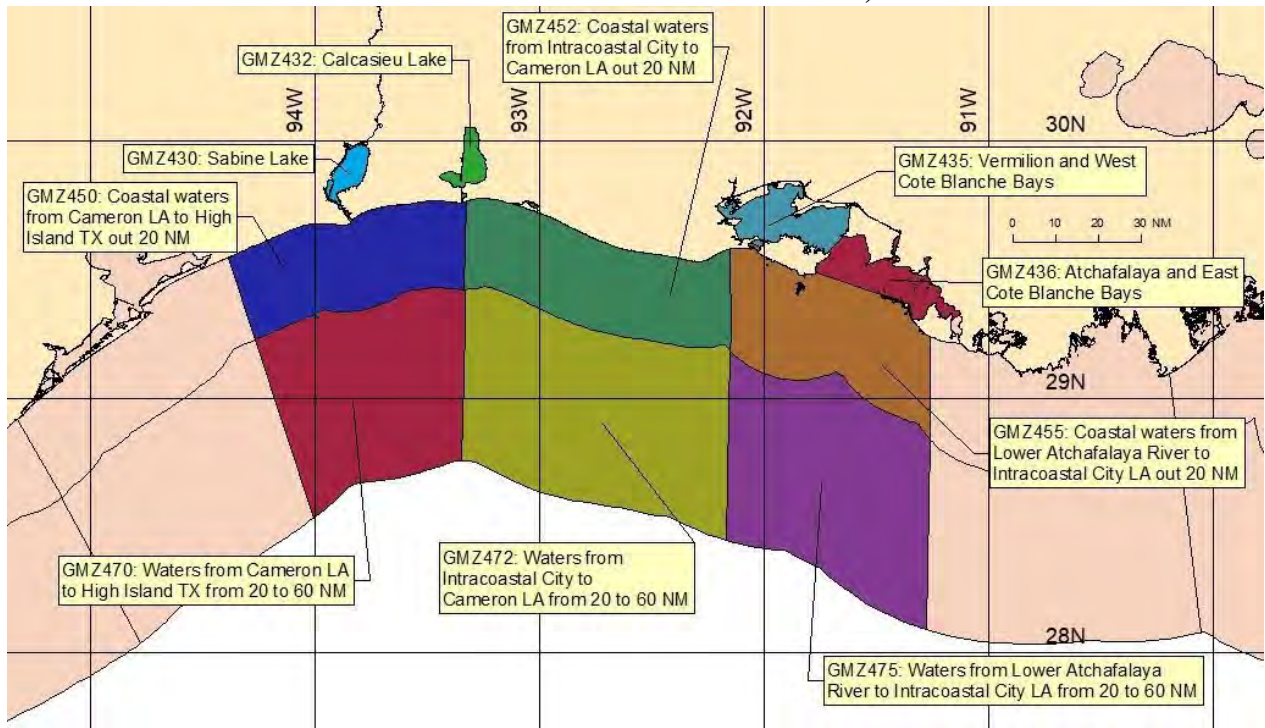 GMZ452: Coastal waters
from Intracoastal City to
Cameron LA out 20 NM
GMZ432: Calcasieu Lake
94W
93W
92W
91W
30N
GMZ430: Sabine Lake
GMZ435: Vermilion and West
Cote Blanche Bays
GMZ450: Coastal waters
from Cameron LA to High
Island TX out 20 NM
0 10 20 30 NM
GMZ436: Atchafalaya and East
Cote Blanche Bays
29N
GMZ455: Coastal waters from
Lower Atchafalaya River to
Intracoastal City LA out 20 NM
GMZ470: Waters from Cameron LA
to High Island TX from 20 to 60 NM
GMZ472: Waters from
Intracoastal City to
Cameron LA from 20 to 60 NM
28N
GMZ475: Waters from Lower Atchafalaya
River to Intracoastal City LA from 20 to 60 NM